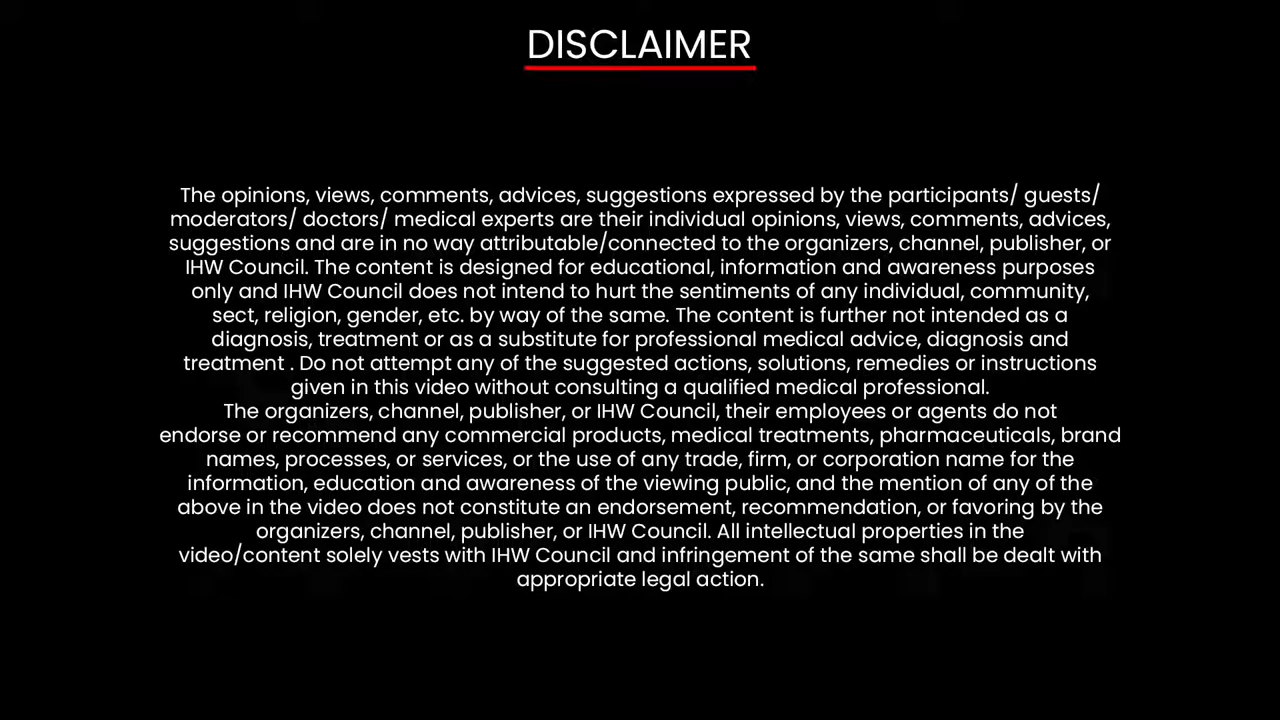 DISCLAIMER
The opinions, views, comments, advices, suggestions expressed by the participants/ guests/
moderators/ doctors/ medical experts are their individual opinions, views, comments, advices,
suggestions and are in no way attributable/connected to the organizers, channel, publisher, or
IHW Council. The content is designed for educational, information and awareness purposes
only and IHW Council does not intend to hurt the sentiments of any individual, community,
sect, religion, gender, etc. by way of the same. The content is further not intended as a
diagnosis, treatment or as a substitute for professional medical advice, diagnosis and
treatment . Do not attempt any of the suggested actions, solutions, remedies or instructions
given in this video without consulting a qualified medical professional.
The organizers, channel, publisher, or IHW Council, their employees or agents do not
endorse or recommend any commercial products, medical treatments, pharmaceuticals, brand
names, processes, or services, or the use of any trade, firm, or corporation name for the
information, education and awareness of the viewing public, and the mention of any of the
above in the video does not constitute an endorsement, recommendation, or favoring by the
organizers, channel, publisher, or IHW Council. All intellectual properties in the
video/content solely vests with IHW Council and infringement of the same shall be dealt with
appropriate legal action.